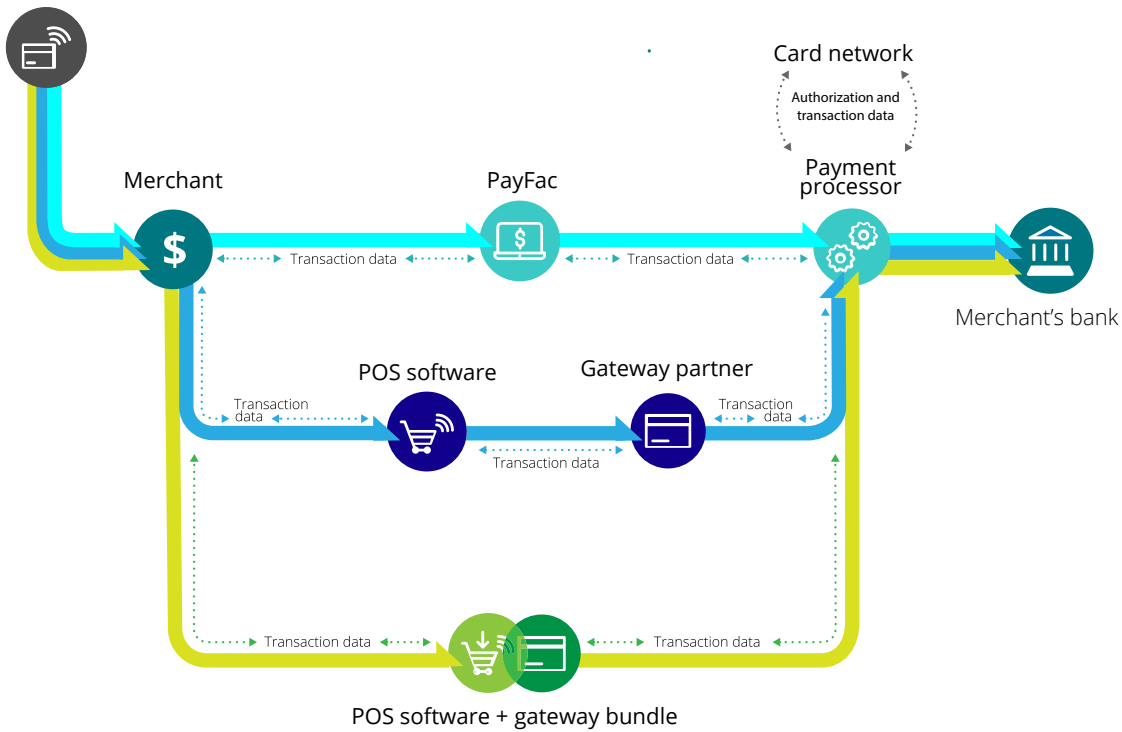 Card network
Authorization and
transaction data
Payment
processor
Merchant
PayFac
$
$
Transaction data
Transaction data
Merchant’s bank
POS software
Gateway partner
Transaction
data
Transaction
data
Transaction data
Transaction data
Transaction data
POS software + gateway bundle